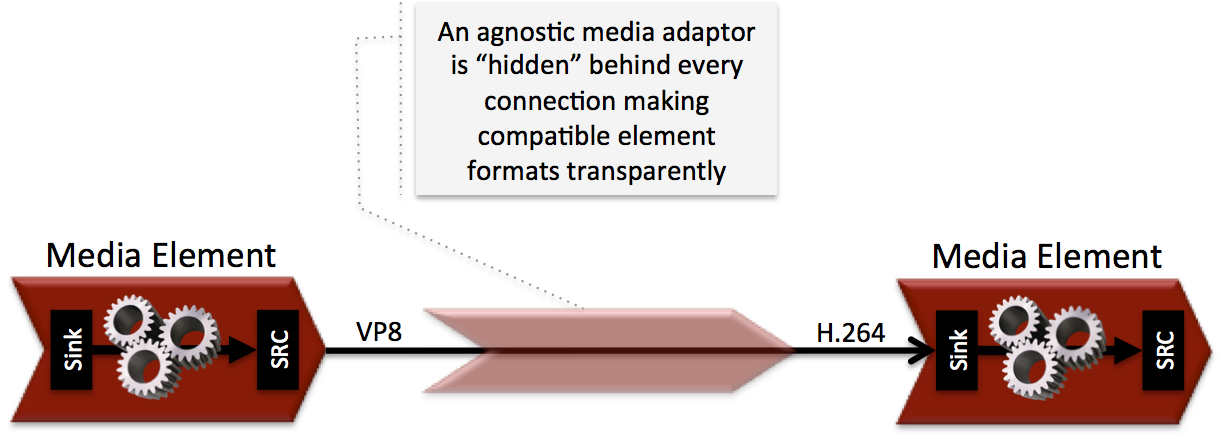 An agnostic media adaptor
is “hidden” behind every
connection making
compatible element
formats transparently
Media Element
Sink
SRC
VP8
H.264
Media Element
Sink
SRC